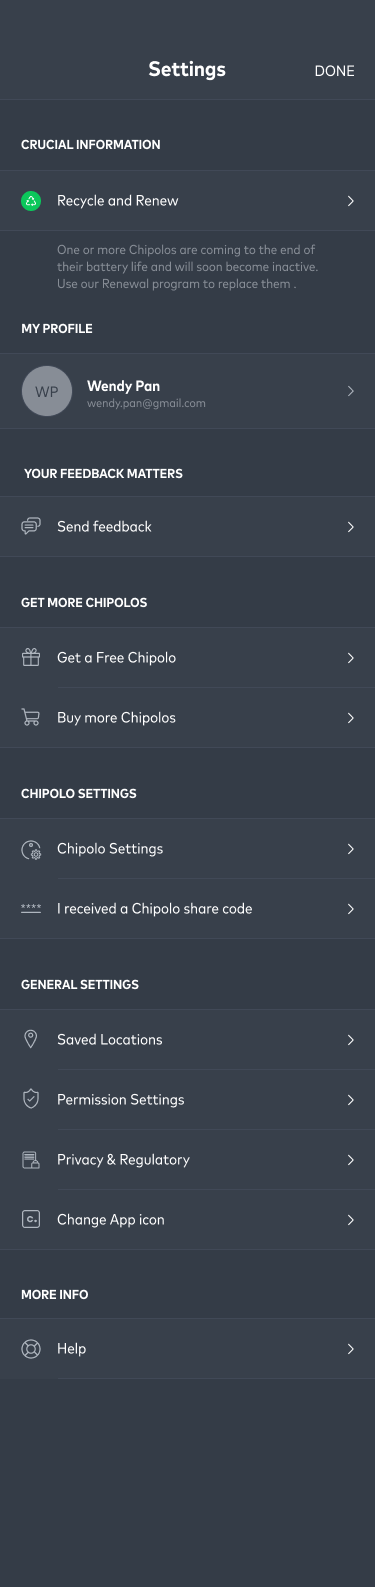 Settings
DONE
CRUCIAL INFORMATION
Recycle and Renew
One or more Chipolos are coming to the end of
their battery life and will soon become inactive.
Use our Renewal program to replace them .
MY PROFILE
WP
Wendy Pan
wendy.pan@gmail.com
YOUR FEEDBACK MATTERS
Send feedback
GET MORE CHIPOLOS
Get a Free Chipolo
Buy more Chipolos
CHIPOLO SETTINGS
Chipolo Settings
****
I received a Chipolo share code
GENERAL SETTINGS
Saved Locations
Permission Settings
Privacy & Regulatory
C.
Change App icon
MORE INFO
Help